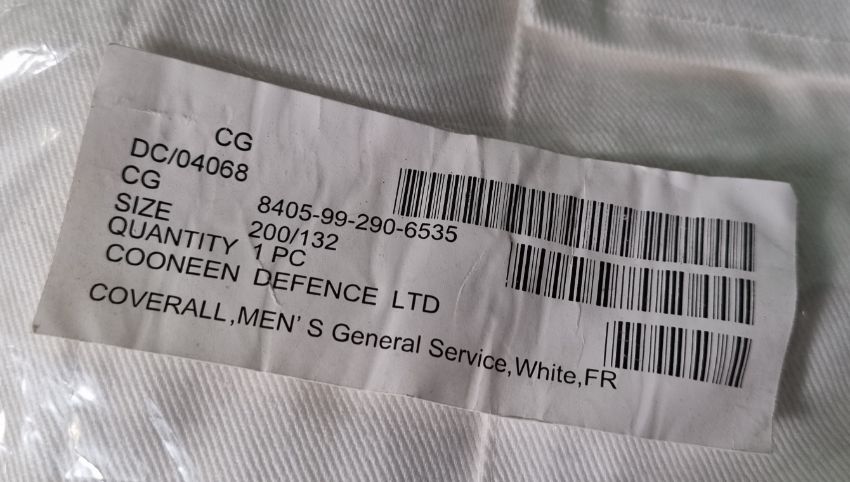 CG
DC/04068
CG 8405-99-290-6535
SIZE 200/132
QUANTITY 1 PC
COONEEN DEFENCE LTD
COVERALL,MEN' S General Service,White,FR